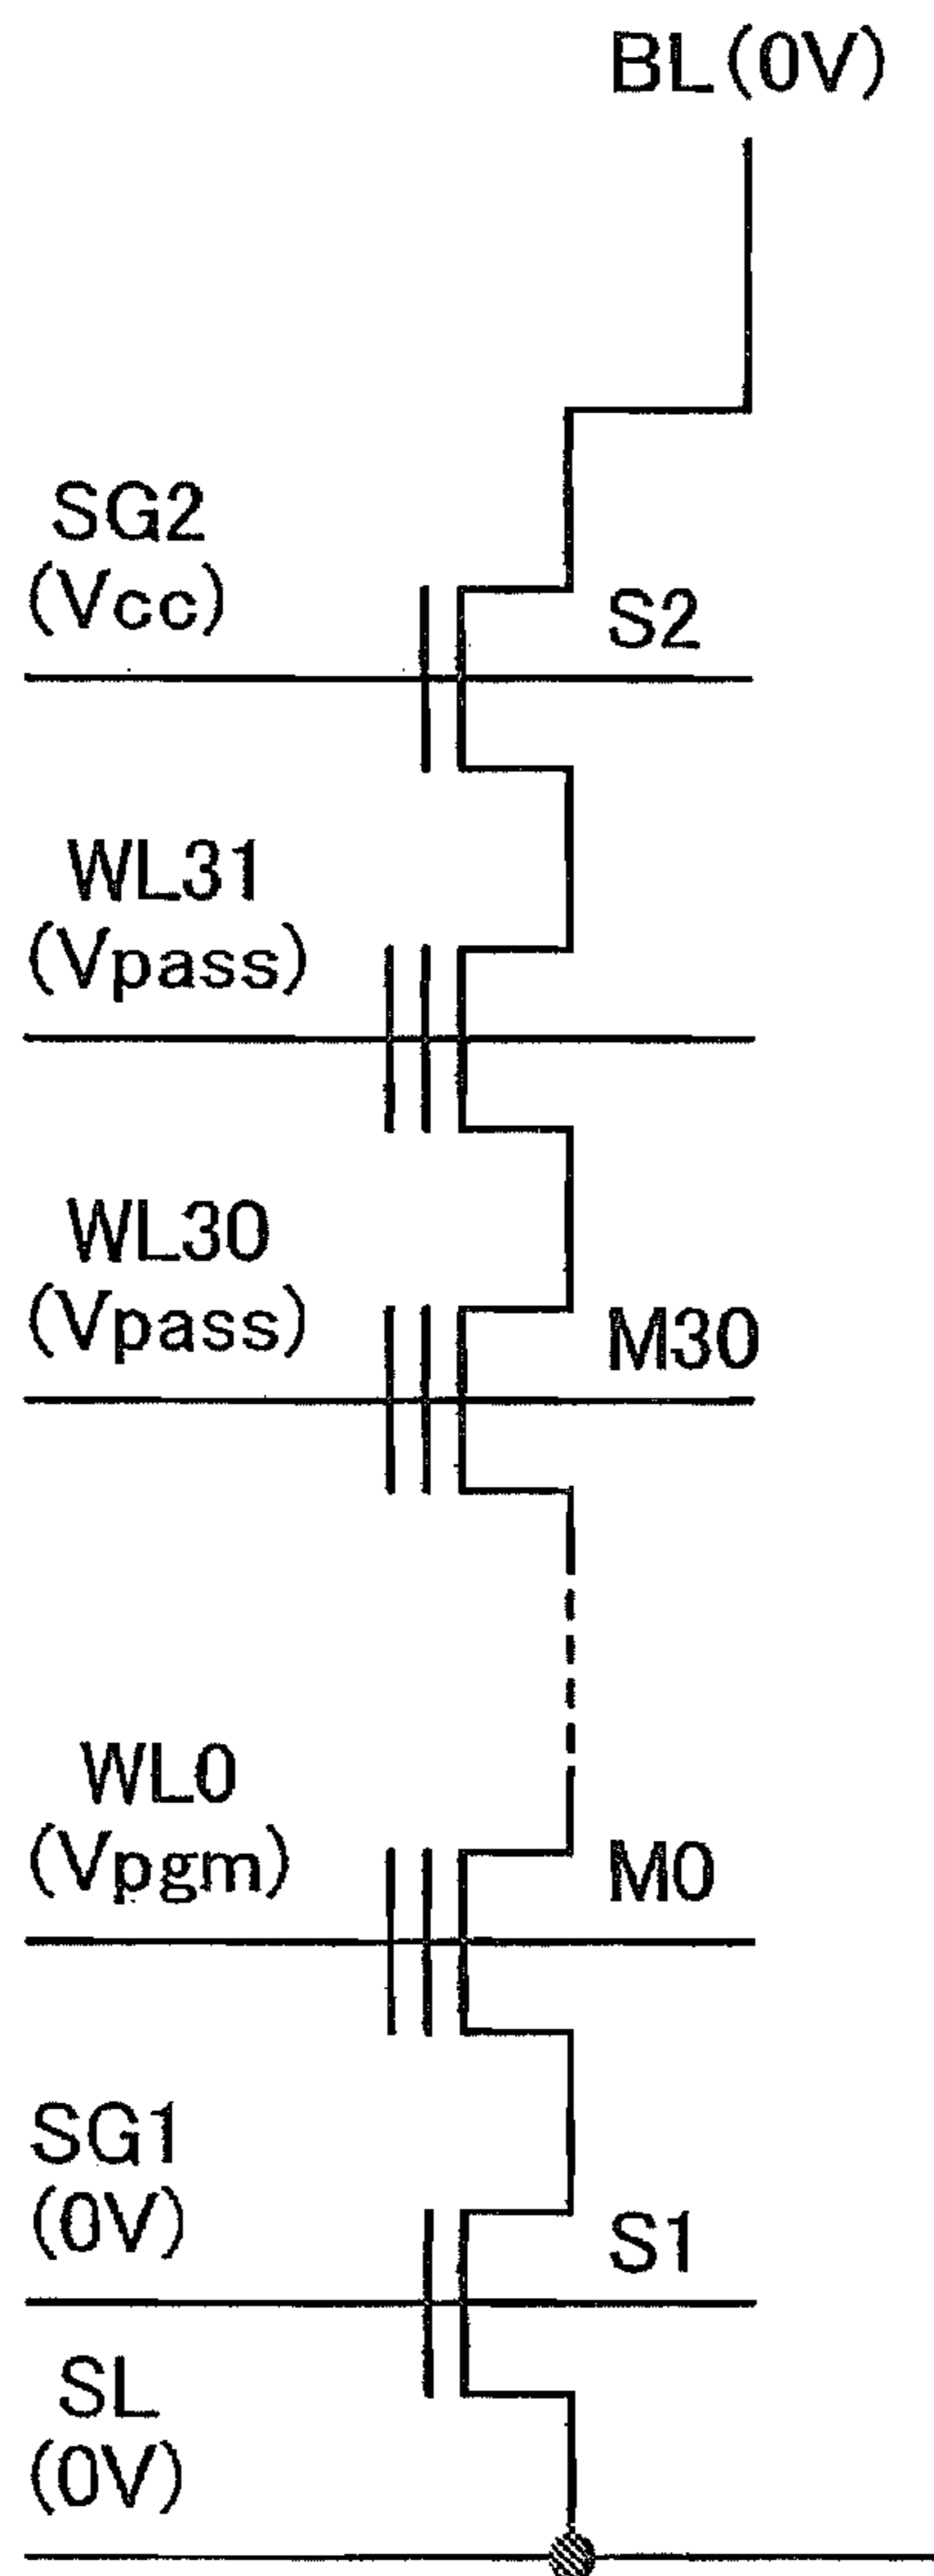 BL(0V)
SG2
(Vcc)
S2
WL31
(Vpass)
WL30
(Vpass)
M30
WL0
(Vpgm)
M0
SG1
(0V)
S1
SL
(0V)